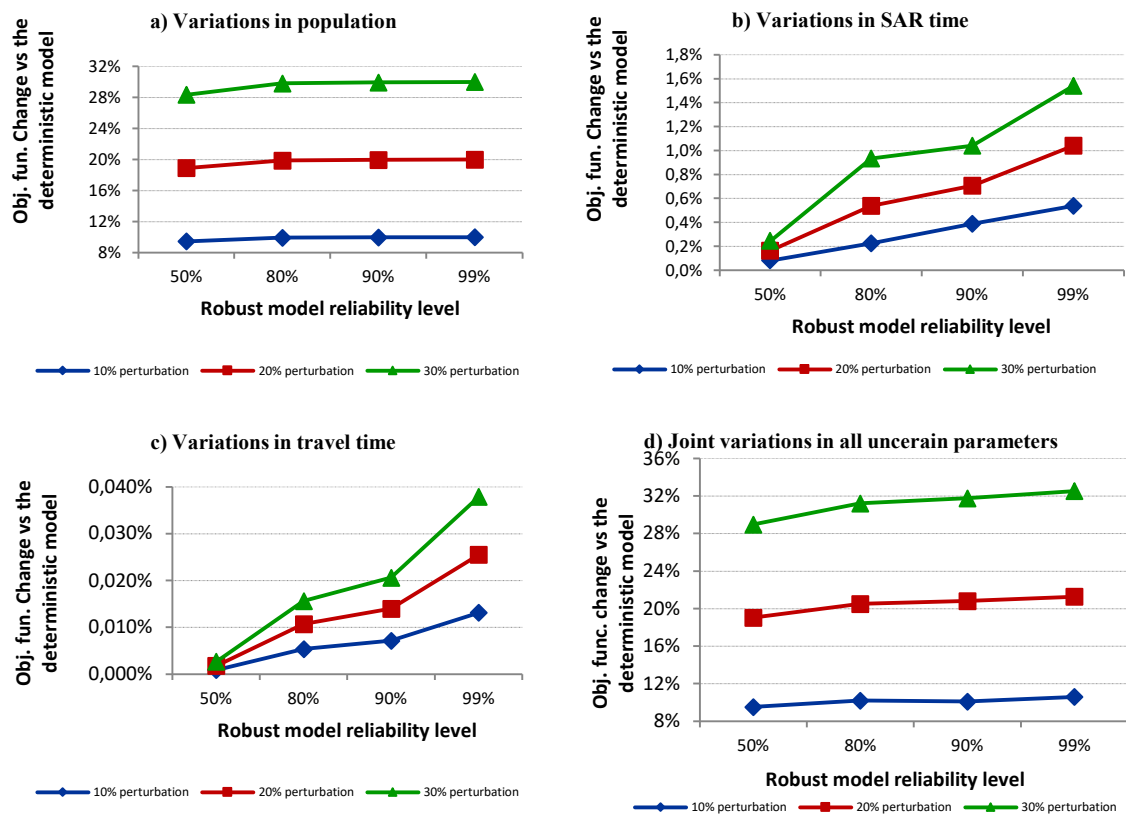 a) Variations in population
Obj. fun. Change vs the
deterministic model
32%
28%
24%
20%
16%
12%
8%
50% 80% 90% 99%
Robust model reliability level
10% perturbation 20% perturbation 30% perturbation
b) Variations in SAR time
Obj. fun. Change vs the
deterministic model
1,8%
1,6%
1,4%
1,2%
1,0%
0,8%
0,6%
0,4%
0,2%
0,0%
50% 80% 90% 99%
Robust model reliability level
10% perturbation 20% perturbation 30% perturbation
c) Variations in travel time
Obj. fun. Change vs the
deterministic model
0,040%
0,030%
0,020%
0,010%
0,000%
50% 80% 90% 99%
Robust model reliability level
10% perturbation 20% perturbation 30% perturbation
d) Joint variations in all uncerain parameters
Obj. func. change vs the
deterministic model
36%
32%
28%
24%
20%
16%
12%
8%
50% 80% 90% 99%
Robust model reliability level
10% perturbation 20% perturbation 30% perturbation